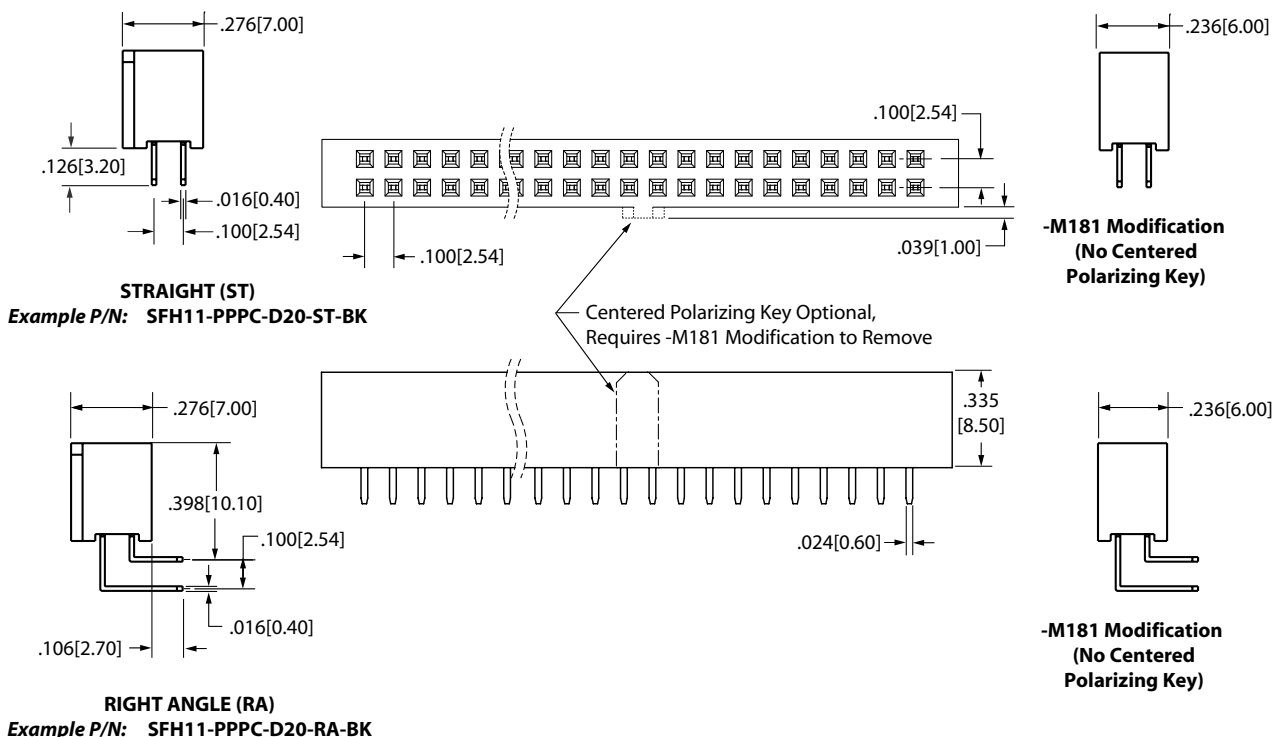 .276[7.00]
.126[3.20]
.016[0.40]
.100[2.54]
STRAIGHT (ST)
Example P/N: SFH11-PPPC-D20-ST-BK
.100[2.54]
.100[2.54]
.039[1.00]
Centered Polarizing Key Optional,
Requires -M181 Modification to Remove
.236[6.00]
-M181 Modification
(No Centered
Polarizing Key)
.276[7.00]
.398[10.10]
.100[2.54]
.016[0.40]
.106[2.70]
RIGHT ANGLE (RA)
Example P/N: SFH11-PPPC-D20-RA-BK
.335
[8.50]
.024[0.60]
.236[6.00]
-M181 Modification
(No Centered
Polarizing Key)